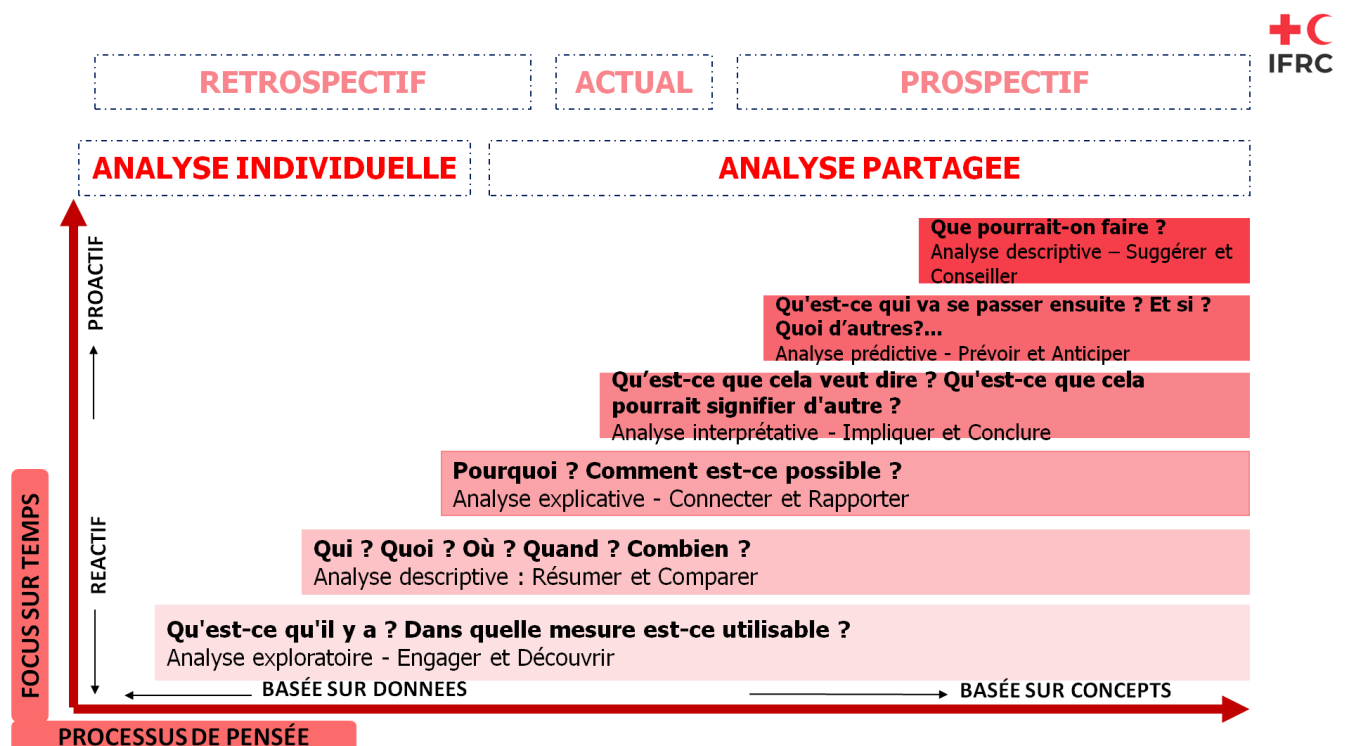 IFRC
RETROSPECTIF
ACTUAL
PROSPECTIF
ANALYSE INDIVIDUELLE
ANALYSE PARTAGEE
Que pourrait-on faire ?
Analyse descriptive – Suggérer et
Conseiller
Qu'est-ce qui va se passer ensuite ? Et si ?
Quoi d’autres?...
Analyse prédictive - Prévoir et Anticiper
Qu’est-ce que cela veut dire ? Qu'est-ce que cela
pourrait signifier d'autre ?
Analyse interprétative - Impliquer et Conclure
Pourquoi ? Comment est-ce possible ?
Analyse explicative - Connecter et Rapporter
Qui ? Quoi ? Où ? Quand ? Combien ?
Analyse descriptive : Résumer et Comparer
Qu'est-ce qu'il y a ? Dans quelle mesure est-ce utilisable ?
Analyse exploratoire - Engager et Découvrir
PROACTIF
REACTIF
FOCUS SUR TEMPS
BASÉE SUR DONNEES
BASÉE SUR CONCEPTS
PROCESSUS DE PENSÉE